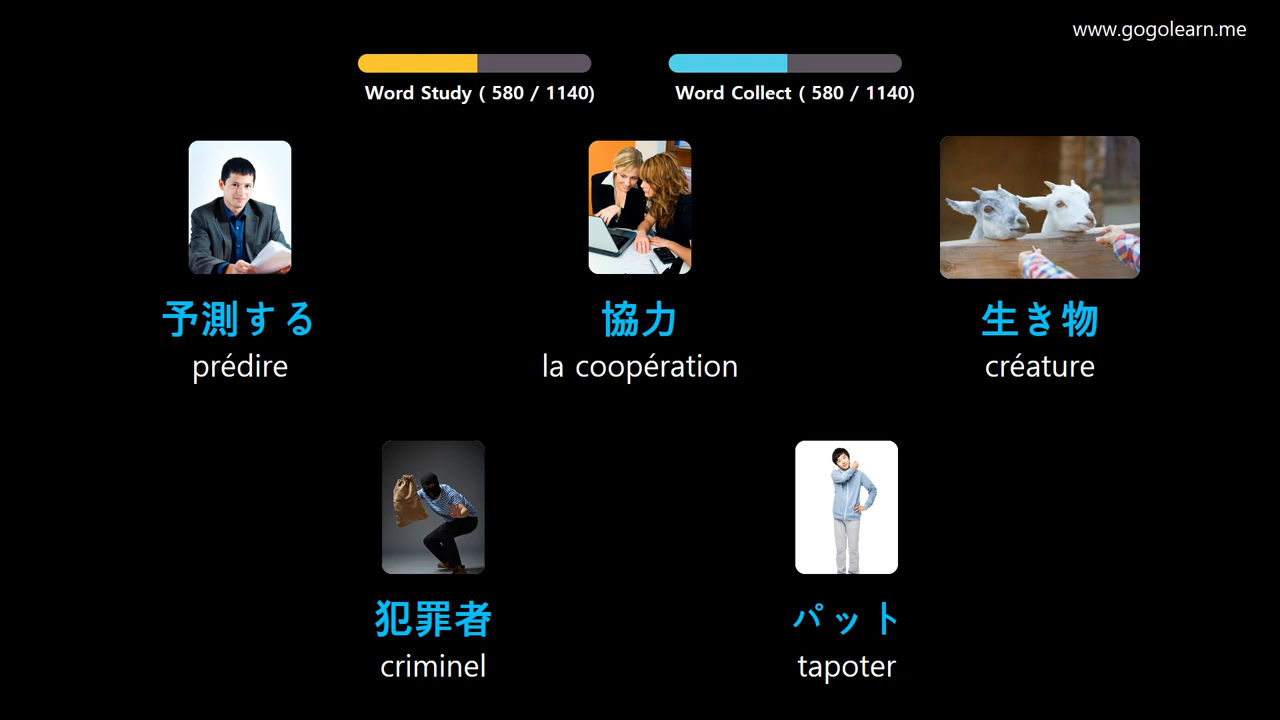 www.gogolearn.me
Word Study ( 580 / 1140)
Word Collect ( 580 / 1140)
予測する
prédire
協力
la coopération
生き物
créature
犯罪者
criminel
パット
tapoter